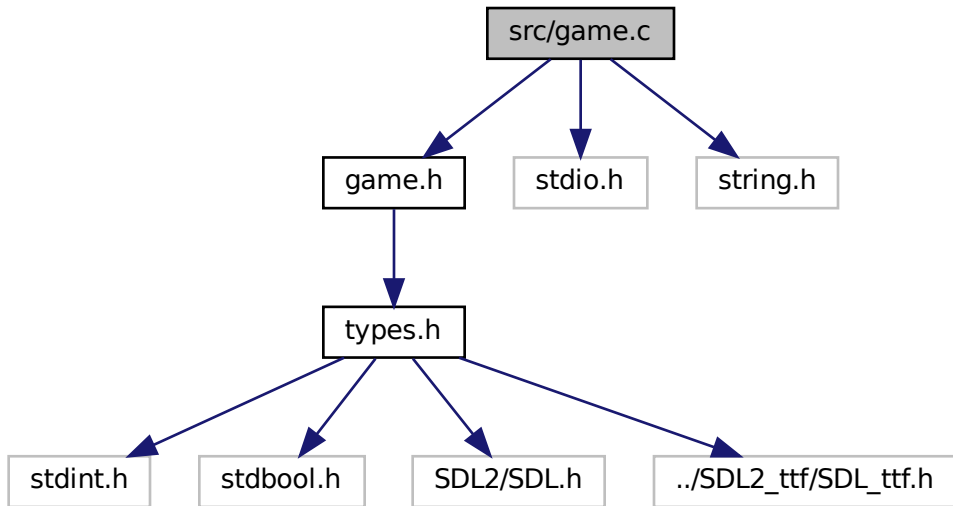 src/game.c
game.h
stdio.h
string.h
types.h
stdint.h
stdbool.h
SDL2/SDL.h
../SDL2_ttf/SDL_ttf.h